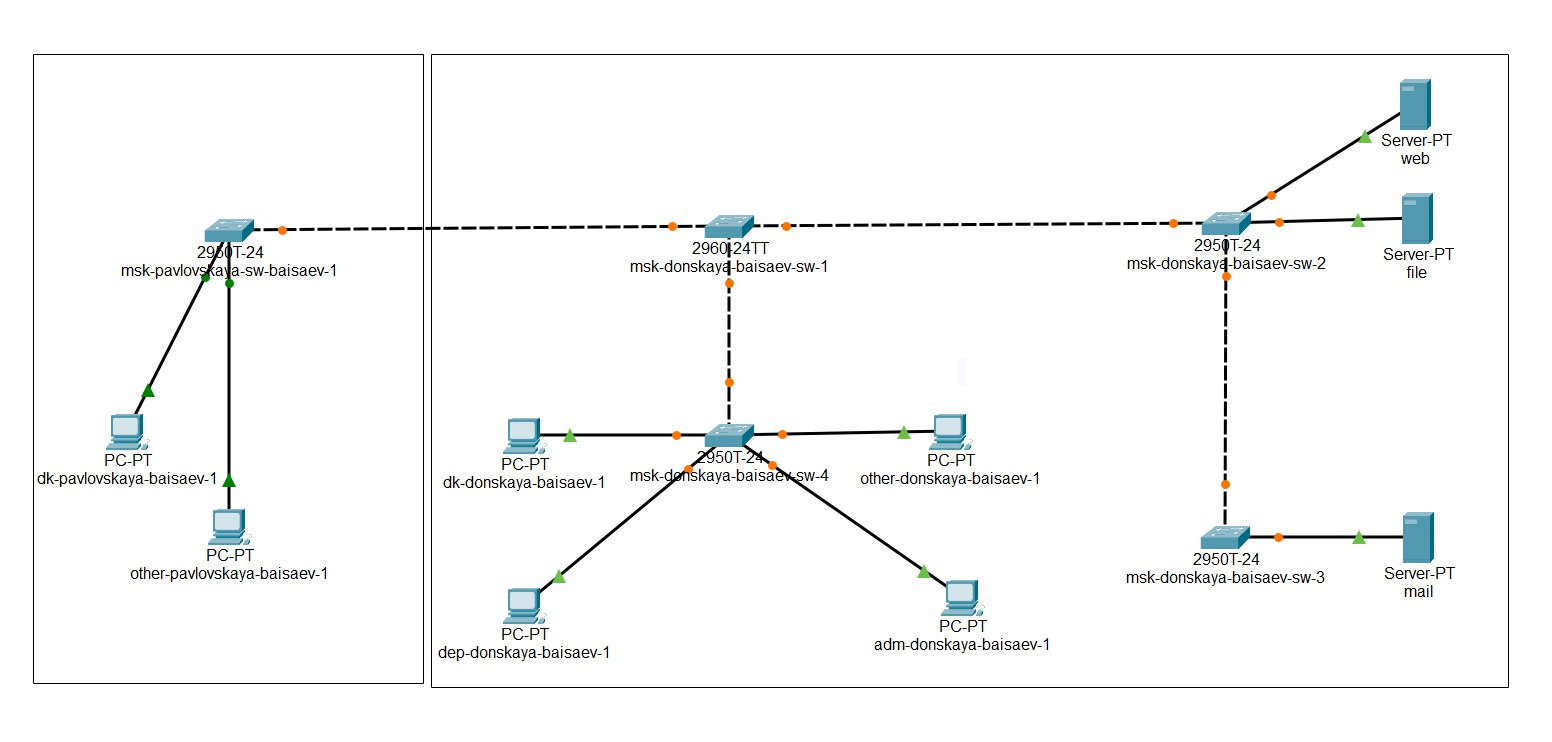 Server-PT
web
2950T-24
msk-pavlovskaya-sw-baisaev-1
2960-24TT
msk-donskaya-baisaev-sw-1
2950T-24
msk-donskaya-baisaev-sw-2
Server-PT
file
PC-PT
dk-pavlovskaya-baisaev-1
PC-PT
dk-donskaya-baisaev-1
2950T-24
msk-donskaya-baisaev-sw-4
PC-PT
other-donskaya-baisaev-1
PC-PT
other-pavlovskaya-baisaev-1
2950T-24
msk-donskaya-baisaev-sw-3
Server-PT
mail
PC-PT
dep-donskaya-baisaev-1
PC-PT
adm-donskaya-baisaev-1